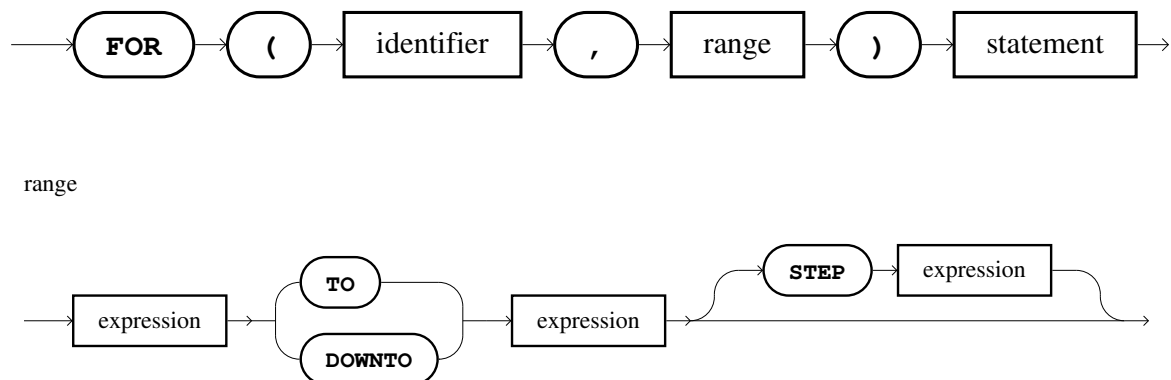 FOR ( identifier , range ) statement
range
STEP expression
TO
expression expression
DOWNTO